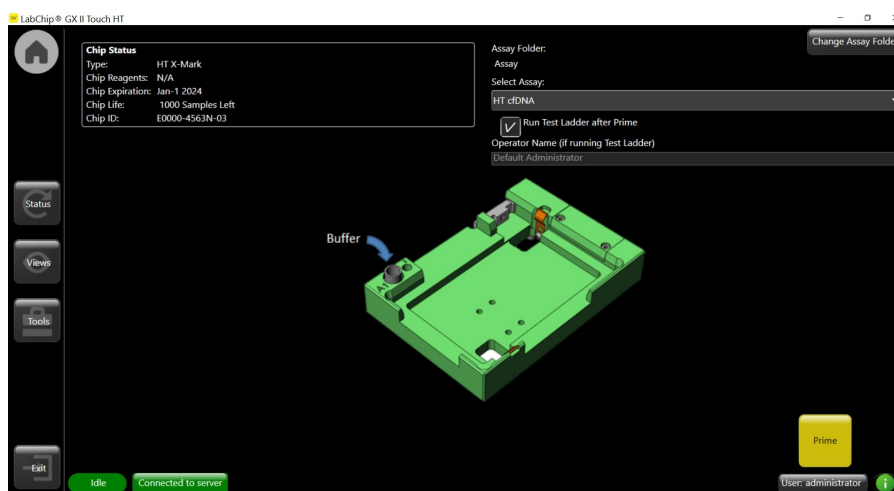 LabChip® GX II Touch HT
Change Assay Folde
Chip Status
Type: HT X-Mark
Chip Reagents: N/A
Chip Expiration: Jan-1 2024
Chip Life: 1000 Samples Left
Chip ID: E0000-4563N-03
Assay Folder:
Assay
Select Assay:
HT cfDNA
Run Test Ladder after Prime
Operator Name (if running Test Ladder)
Default Administrator
Status
Views
Tools
Exit
Buffer
A1
Prime
Idle
Connected to server
User: administrator